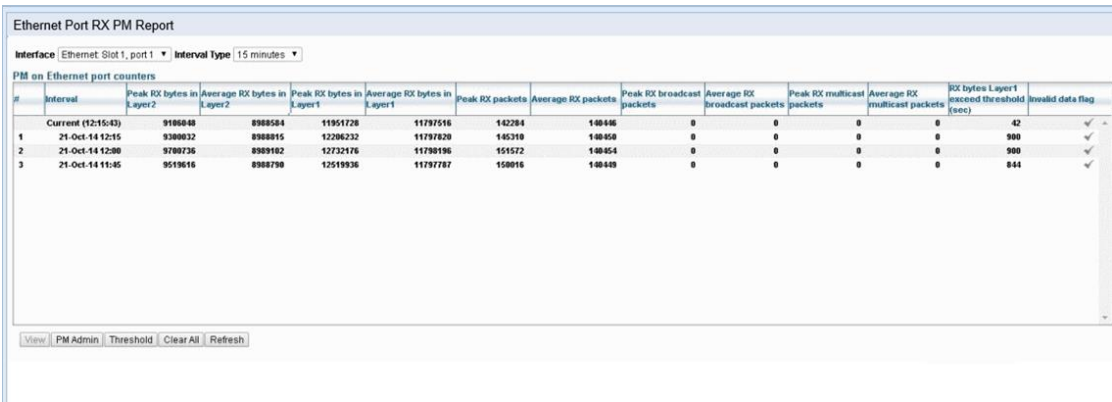 Ethernet Port RX PM Report
Interface Ethernet: Slot 1, port 1 Interval Type 15 minutes
PM on Ethernet port counters
# Interval Peak RX bytes in Layer2 Average RX bytes in Layer2 Peak RX bytes in Layer1 Average RX bytes in Layer1 Peak RX packets Average RX packets Peak RX broadcast packets Average RX broadcast packets Peak RX multicast packets Average RX multicast packets RX bytes Layer1 exceed threshold (sec) Invalid data flag
Current (12:15:43) 9106048 8988584 11951728 11797516 142284 140446 0 0 0 0 42
1 21-Oct-14 12:15 9300032 8988815 12206232 11797820 145310 140450 0 0 0 0 900
2 21-Oct-14 12:00 9700736 8989102 12732176 11798196 151572 140454 0 0 0 0 900
3 21-Oct-14 11:45 9519616 8988790 12519936 11797787 150016 140449 0 0 0 0 844
View PM Admin Threshold Clear All Refresh